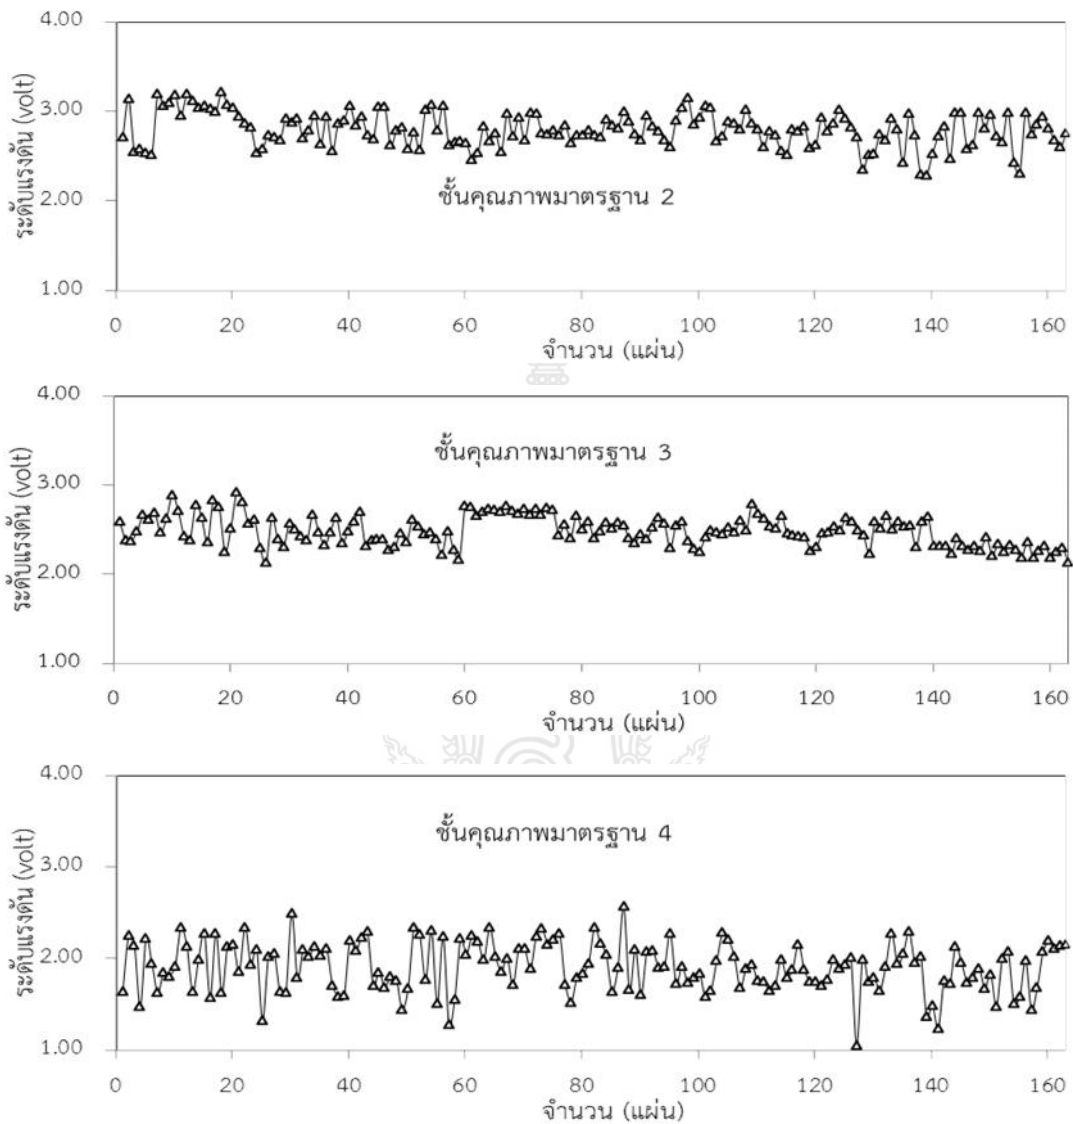 4.00
3.00
2.00
1.00
ระดับแรงดัน (volt)
ชั้นคุณภาพมาตรฐาน 2
0 20 40 60 80 100 120 140 160
จำนวน (แผ่น)
4.00
3.00
2.00
1.00
ระดับแรงดัน (volt)
ชั้นคุณภาพมาตรฐาน 3
0 20 40 60 80 100 120 140 160
จำนวน (แผ่น)
4.00
3.00
2.00
1.00
ระดับแรงดัน (volt)
ชั้นคุณภาพมาตรฐาน 4
0 20 40 60 80 100 120 140 160
จำนวน (แผ่น)